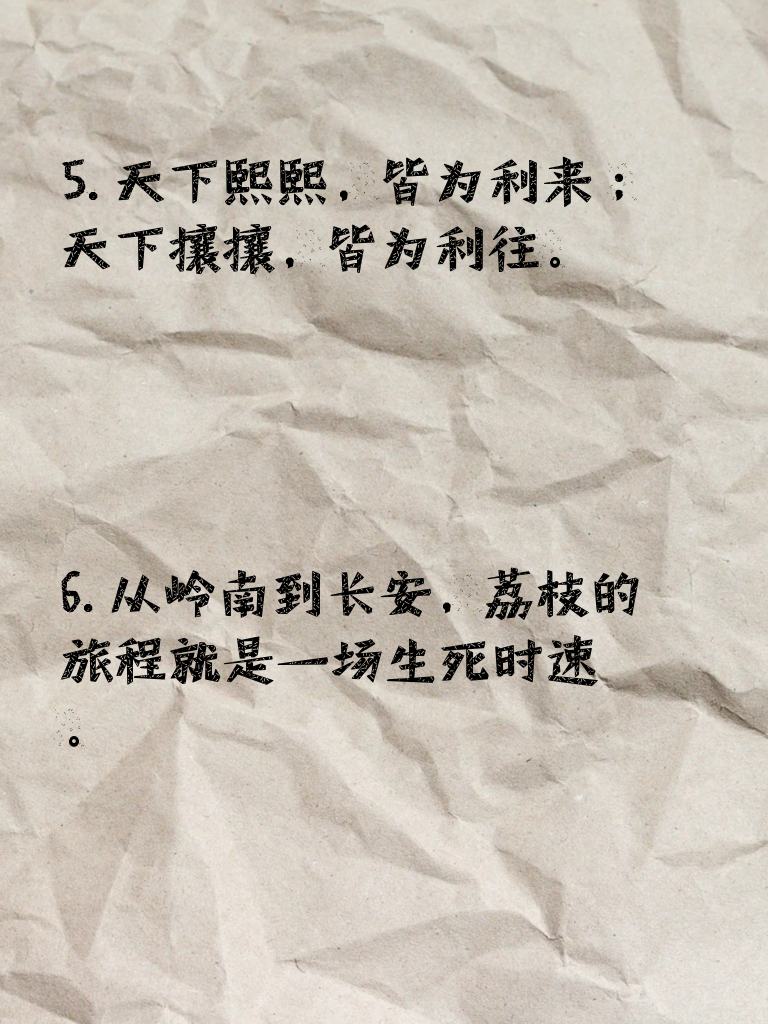 5. 天下熙熙，皆为利来；
天下攘攘，皆为利往。
6. 从岭南到长安，荔枝的
旅程就是一场生死时速
。